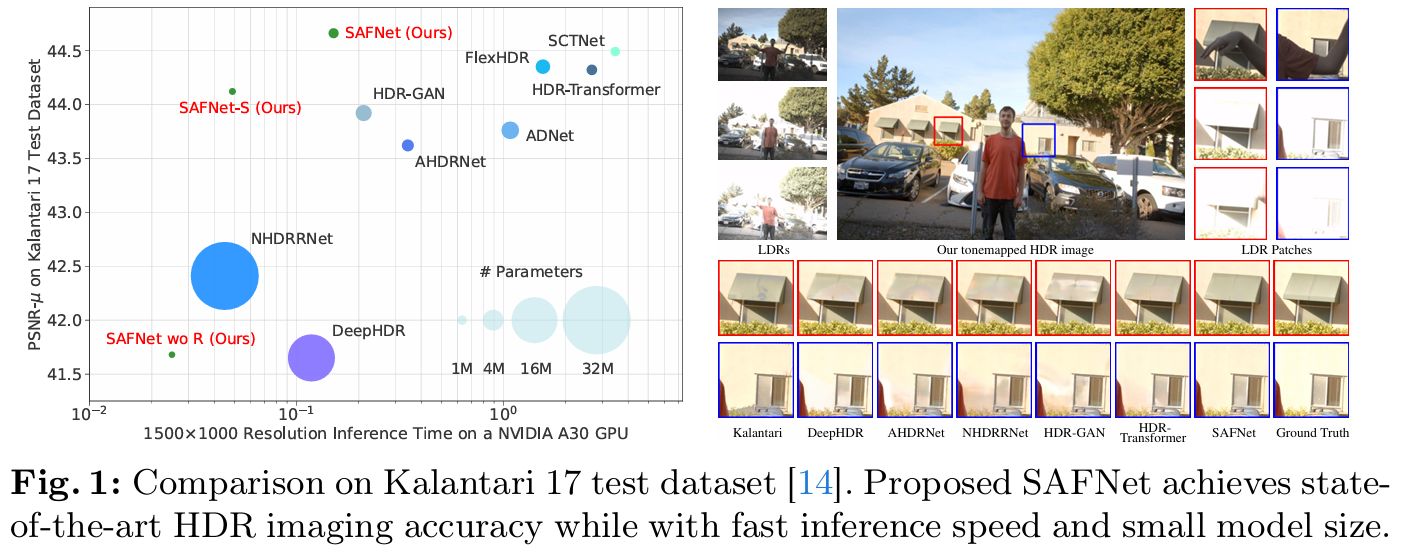 PSNR-μ on Kalantari 17 Test Dataset
44.5
44.0
43.5
43.0
42.5
42.0
41.5
SAFNet (Ours)
SCTNet
FlexHDR
HDR-Transformer
HDR-GAN
SAFNet-S (Ours)
ADNet
AHDRNet
NHDRRNet
# Parameters
SAFNet wo R (Ours)
DeepHDR
1M 4M 16M 32M
10⁻² 10⁻¹ 10⁰
1500×1000 Resolution Inference Time on a NVIDIA A30 GPU
LDRs
Our tonemapped HDR image
LDR Patches
Kalantari
DeepHDR
AHDRNet
NHDRRNet
HDR-GAN
HDR-
Transformer
SAFNet
Ground Truth
Fig. 1: Comparison on Kalantari 17 test dataset [14]. Proposed SAFNet achieves state-
of-the-art HDR imaging accuracy while with fast inference speed and small model size.